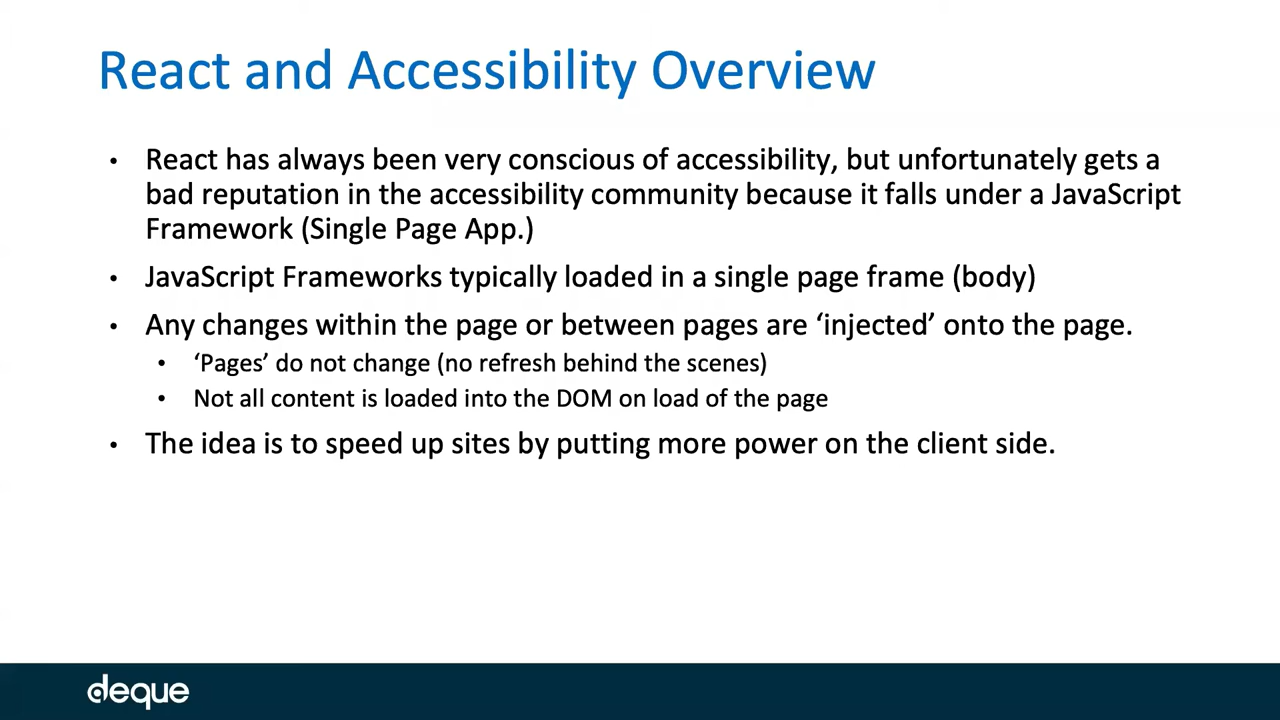 React and Accessibility Overview
• React has always been very conscious of accessibility, but unfortunately gets a
bad reputation in the accessibility community because it falls under a JavaScript
Framework (Single Page App.)
• JavaScript Frameworks typically loaded in a single page frame (body)
• Any changes within the page or between pages are ‘injected’ onto the page.
• ‘Pages’ do not change (no refresh behind the scenes)
• Not all content is loaded into the DOM on load of the page
• The idea is to speed up sites by putting more power on the client side.
deque